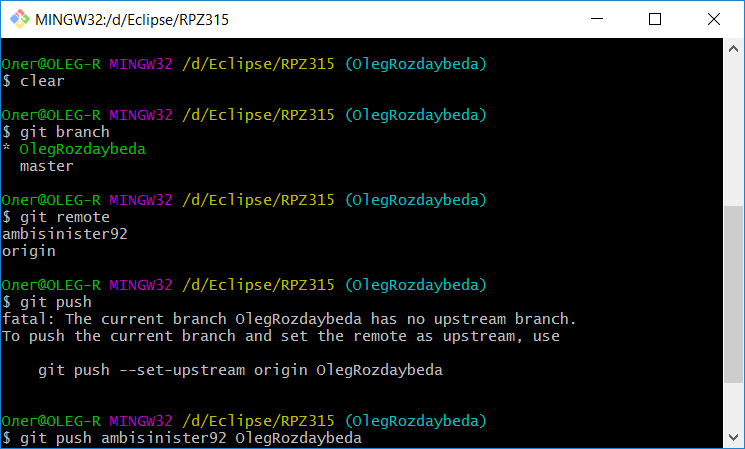 MINGW32:/d/Eclipse/RPZ315
Олег@OLEG-R MINGW32 /d/Eclipse/RPZ315 (OlegRozdaybeda)
$ clear
Олег@OLEG-R MINGW32 /d/Eclipse/RPZ315 (OlegRozdaybeda)
$ git branch
* OlegRozdaybeda
  master
Олег@OLEG-R MINGW32 /d/Eclipse/RPZ315 (OlegRozdaybeda)
$ git remote
ambisinister92
origin
Олег@OLEG-R MINGW32 /d/Eclipse/RPZ315 (OlegRozdaybeda)
$ git push
fatal: The current branch OlegRozdaybeda has no upstream branch.
To push the current branch and set the remote as upstream, use
    git push --set-upstream origin OlegRozdaybeda
Олег@OLEG-R MINGW32 /d/Eclipse/RPZ315 (OlegRozdaybeda)
$ git push ambisinister92 OlegRozdaybeda